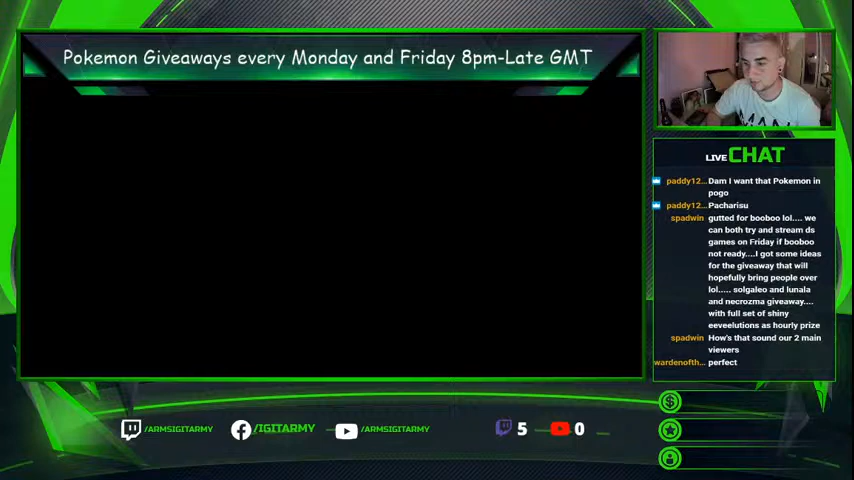 Pokemon Giveaways every Monday and Friday 8pm-Late GMT
LIVE CHAT
paddy12... Dam I want that Pokemon in
pogo
paddy12... Pacharisu
spadwin gutted for booboo lol.... we
can both try and stream ds
games on Friday if booboo
not ready....I got some ideas
for the giveaway that will
hopefully bring people over
lol..... solgaleo and lunala
and necrozma giveaway....
with full set of shiny
eeveelutions as hourly prize
spadwin How's that sound our 2 main
viewers
wardenofth... perfect
/ARMSIGITARMY
/IGITARMY
/ARMSIGITARMY
5
0